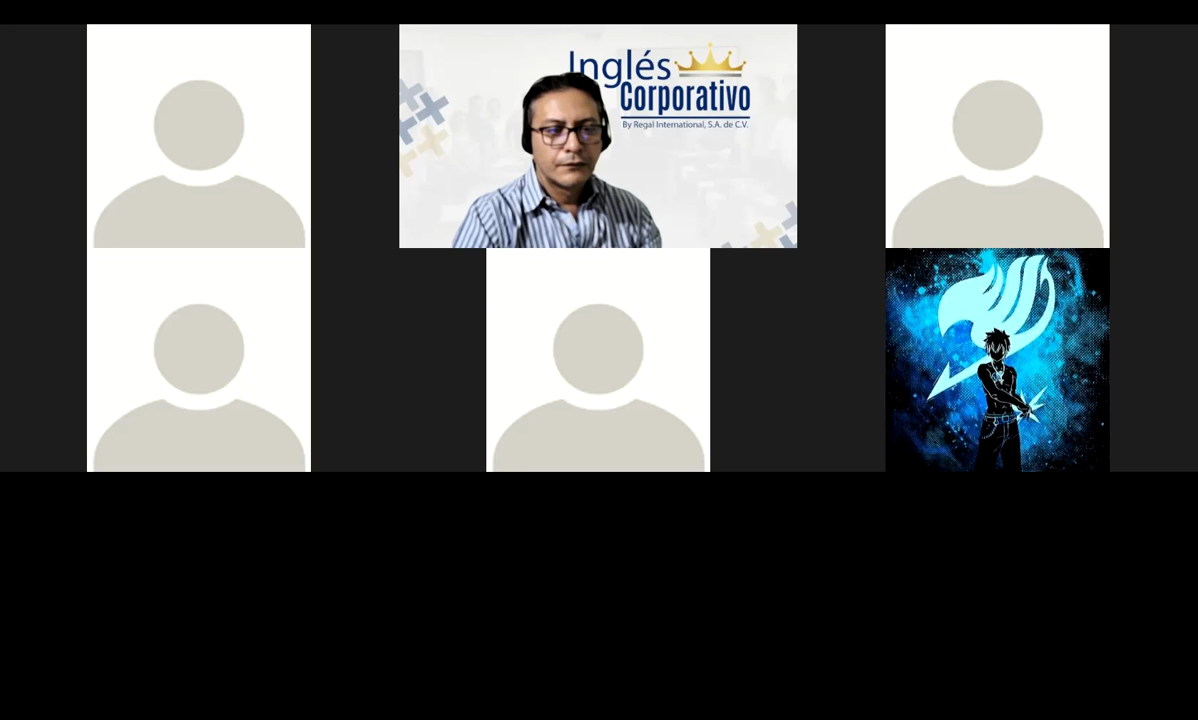 Inglés
Corporativo
By Regal International, S.A. de C.V.